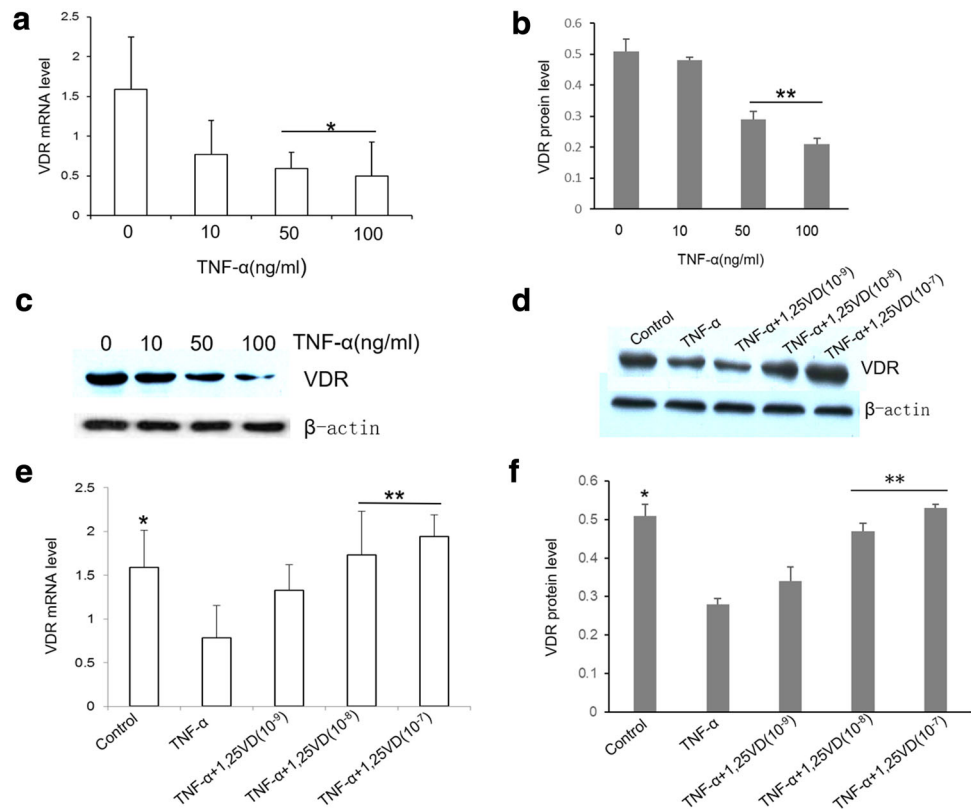 a
VDR mRNA level
2.5
2
1.5
1
0.5
0
*
0 10 50 100
TNF-α(ng/ml)
b
VDR proein level
0.6
0.5
0.4
0.3
0.2
0.1
0
**
0 10 50 100
TNF-α(ng/ml)
c
0 10 50 100 TNF-α(ng/ml)
VDR
β-actin
d
Control
TNF-α
TNF-α+1,25VD(10⁻⁹)
TNF-α+1,25VD(10⁻⁸)
TNF-α+1,25VD(10⁻⁷)
VDR
β-actin
e
VDR mRNA level
2.5
2
1.5
1
0.5
0
*
**
Control
TNF-α
TNF-α+1,25VD(10⁻⁹)
TNF-α+1,25VD(10⁻⁸)
TNF-α+1,25VD(10⁻⁷)
f
VDR protein level
0.6
0.5
0.4
0.3
0.2
0.1
0
*
**
Control
TNF-α
TNF-α+1,25VD(10⁻⁹)
TNF-α+1,25VD(10⁻⁸)
TNF-α+1,25VD(10⁻⁷)